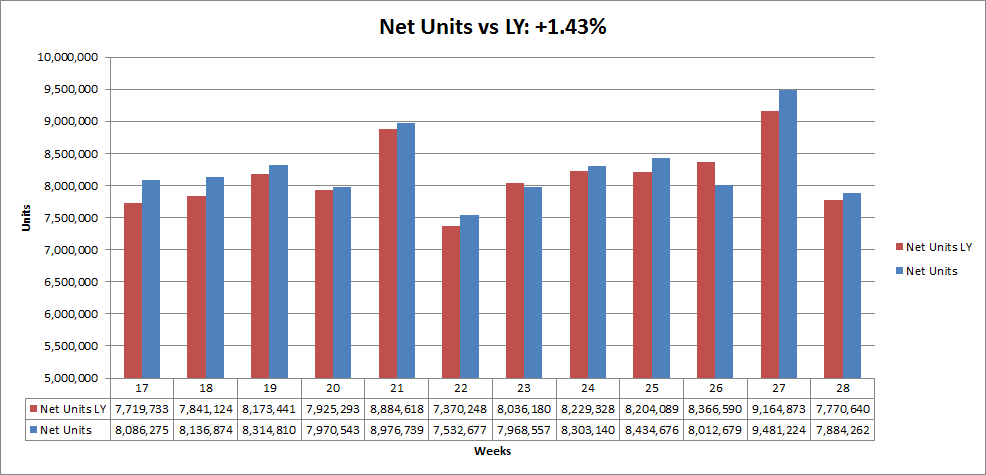 Net Units vs LY: +1.43%
10,000,000
9,500,000
9,000,000
8,500,000
8,000,000
7,500,000
7,000,000
6,500,000
6,000,000
5,500,000
5,000,000
Units
Net Units LY
Net Units
17 18 19 20 21 22 23 24 25 26 27 28
Net Units LY 7,719,733 7,841,124 8,173,441 7,925,293 8,884,618 7,370,248 8,036,180 8,229,328 8,204,089 8,366,590 9,164,873 7,770,640
Net Units 8,086,275 8,136,874 8,314,810 7,970,543 8,976,739 7,532,677 7,968,557 8,303,140 8,434,676 8,012,679 9,481,224 7,884,262
Weeks